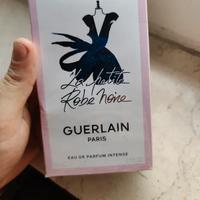 La petite
Robe noire
GUERLAIN
PARIS
EAU DE PARFUM INTENSE